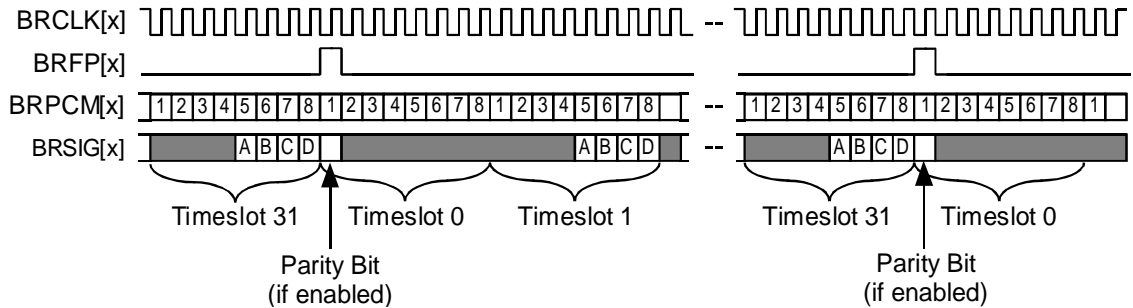 BRCLK[x] --
BRFP[x]
BRPCM[x] 1 2 3 4 5 6 7 8 1 2 3 4 5 6 7 8 1 2 3 4 5 6 7 8 -- 1 2 3 4 5 6 7 8 1 2 3 4 5 6 7 8 1
BRSIG[x] A B C D A B C D -- A B C D
Timeslot 31 Timeslot 0 Timeslot 1 Timeslot 31 Timeslot 0
Parity Bit Parity Bit
(if enabled) (if enabled)